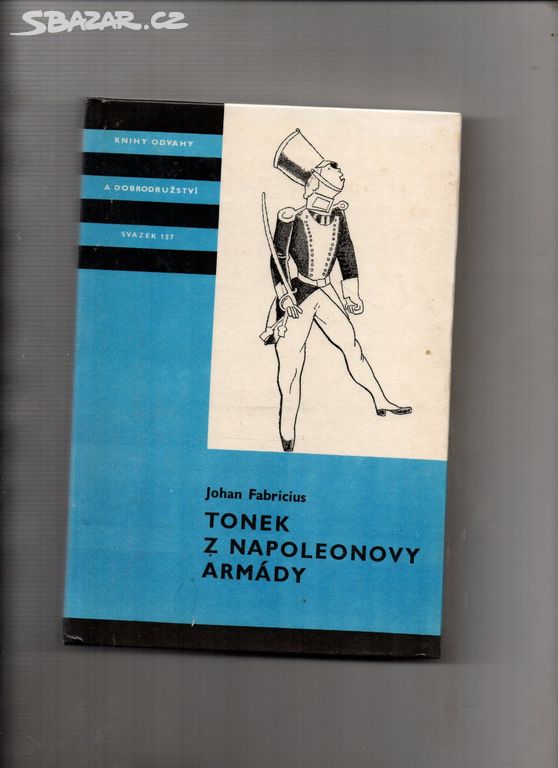 SBAZAR.CZ
KNIHY ODVAHY
A DOBRODRUŽSTVÍ
SVAZEK 157
Johan Fabricius
TONEK
Z NAPOLEONOVY
ARMÁDY